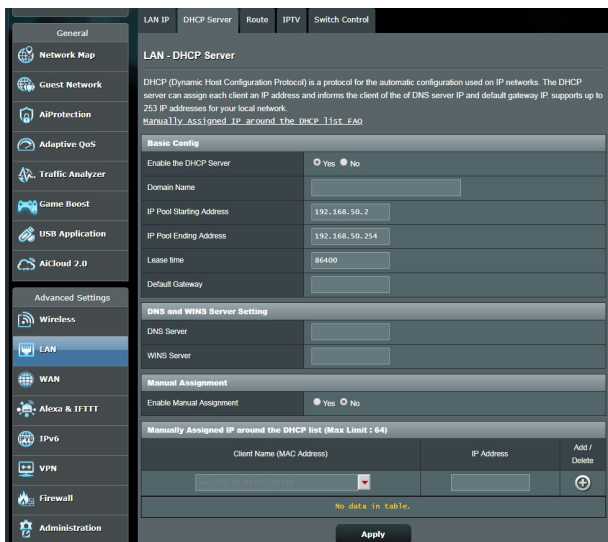 General
Network Map
Guest Network
AiProtection
Adaptive QoS
Traffic Analyzer
Game Boost
USB Application
AiCloud 2.0
Advanced Settings
Wireless
LAN
WAN
Alexa & IFTTT
IPv6
VPN
Firewall
Administration
LAN IP
DHCP Server
Route
IPTV
Switch Control
LAN - DHCP Server
DHCP (Dynamic Host Configuration Protocol) is a protocol for the automatic configuration used on IP networks. The DHCP
server can assign each client an IP address and informs the client of the of DNS server IP and default gateway IP. supports up to
253 IP addresses for your local network.
Manually Assigned IP around the DHCP list FAQ
Basic Config
Enable the DHCP Server
Yes No
Domain Name
IP Pool Starting Address
192.168.50.2
IP Pool Ending Address
192.168.50.254
Lease time
86400
Default Gateway
DNS and WINS Server Setting
DNS Server
WINS Server
Manual Assignment
Enable Manual Assignment
Yes No
Manually Assigned IP around the DHCP list (Max Limit : 64)
Client Name (MAC Address)
IP Address
Add /
Delete
No data in table.
Apply